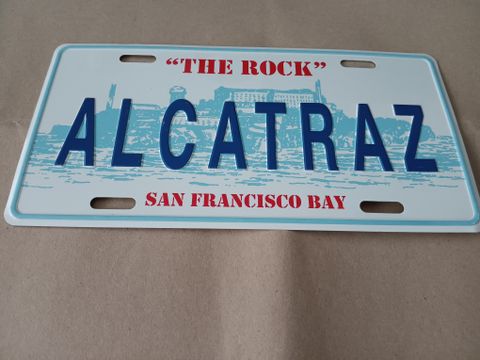 “THE ROCK”
ALCATRAZ
SAN FRANCISCO BAY